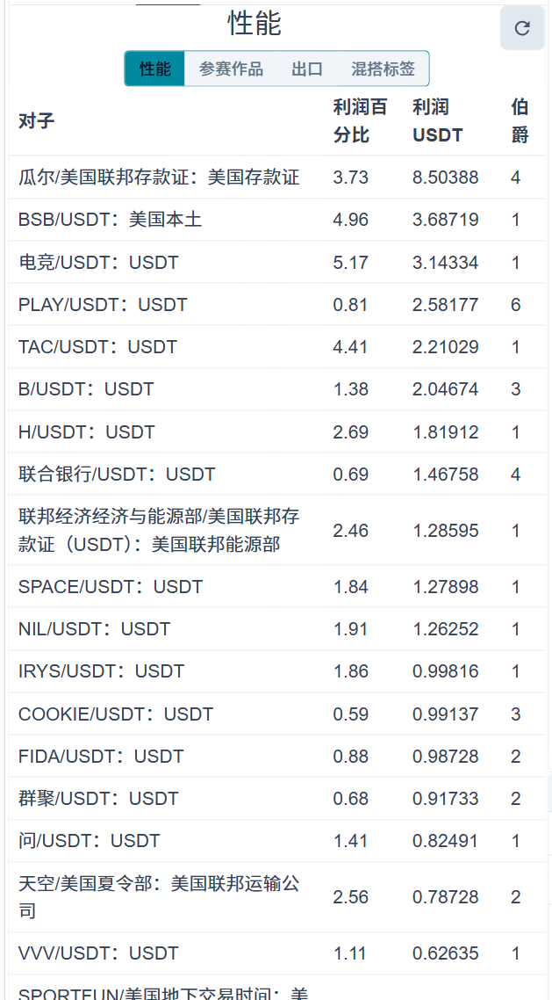 性能
性能 参赛作品 出口 混搭标签
对子 利润百分比 利润 USDT 伯爵
瓜尔/美国联邦存款证：美国存款证 3.73 8.50388 4
BSB/USDT：美国本土 4.96 3.68719 1
电竞/USDT：USDT 5.17 3.14334 1
PLAY/USDT：USDT 0.81 2.58177 6
TAC/USDT：USDT 4.41 2.21029 1
B/USDT：USDT 1.38 2.04674 3
H/USDT：USDT 2.69 1.81912 1
联合银行/USDT：USDT 0.69 1.46758 4
联邦经济经济与能源部/美国联邦存
款证（USDT）：美国联邦能源部 2.46 1.28595 1
SPACE/USDT：USDT 1.84 1.27898 1
NIL/USDT：USDT 1.91 1.26252 1
IRYS/USDT：USDT 1.86 0.99816 1
COOKIE/USDT：USDT 0.59 0.99137 3
FIDA/USDT：USDT 0.88 0.98728 2
群聚/USDT：USDT 0.68 0.91733 2
问/USDT：USDT 1.41 0.82491 1
天空/美国夏令部：美国联邦运输公
司 2.56 0.78728 2
VVV/USDT：USDT 1.11 0.62635 1
SPORTFUN/美国地下交易时间：美